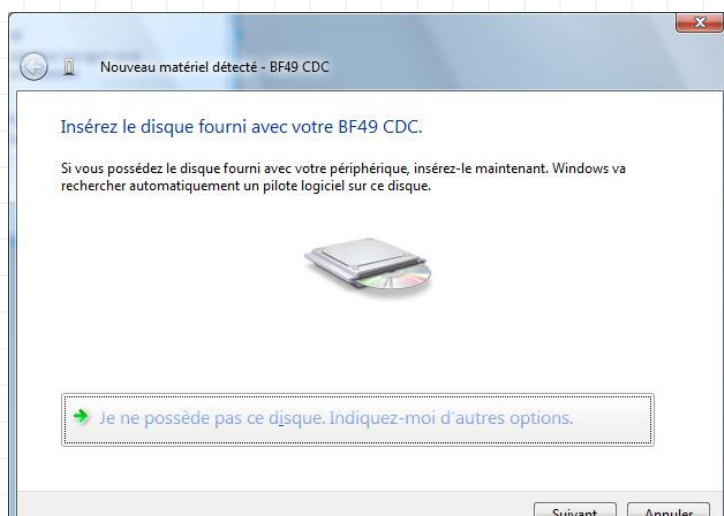 Nouveau matériel détecté - BF49 CDC
Insérez le disque fourni avec votre BF49 CDC.
Si vous possédez le disque fourni avec votre périphérique, insérez-le maintenant. Windows va
rechercher automatiquement un pilote logiciel sur ce disque.
Je ne possède pas ce disque. Indiquez-moi d'autres options.
Suivant Annuler